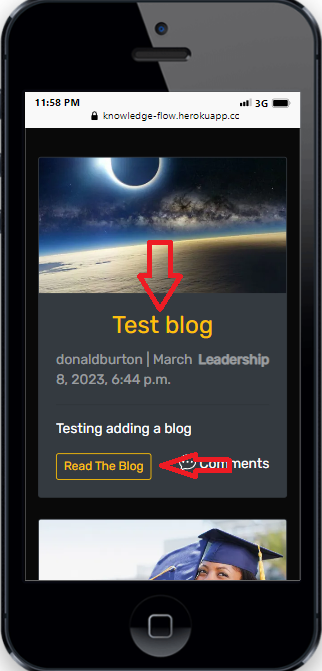 11:58 PM 3G
knowledge-flow.herokuapp.cc
Test blog
donaldburton | March Leadership
8, 2023, 6:44 p.m.
Testing adding a blog
Read The Blog Comments